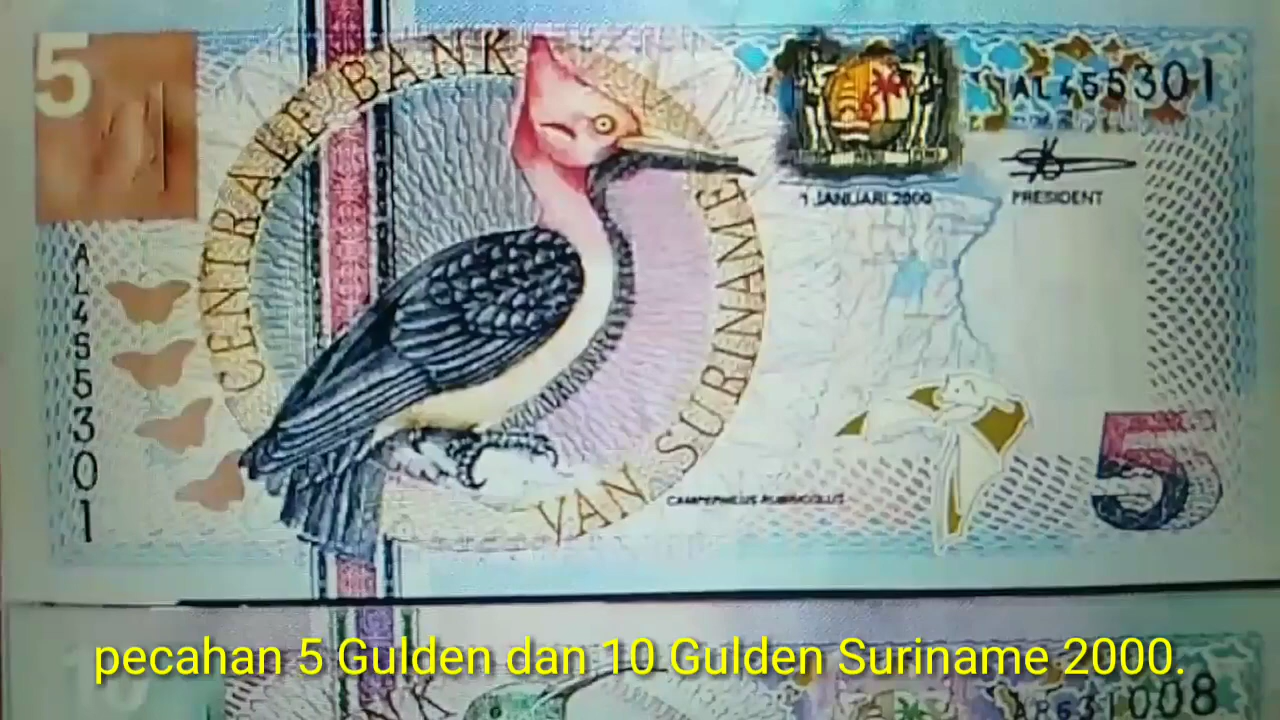 5
CENTRALE BANK
VAN SURINAME
AL455301
1 JANUARI 2000
PRESIDENT
AL455301
CAMPEPHILUS RUBRICOLLIS
5
pecahan 5 Gulden dan 10 Gulden Suriname 2000.
10